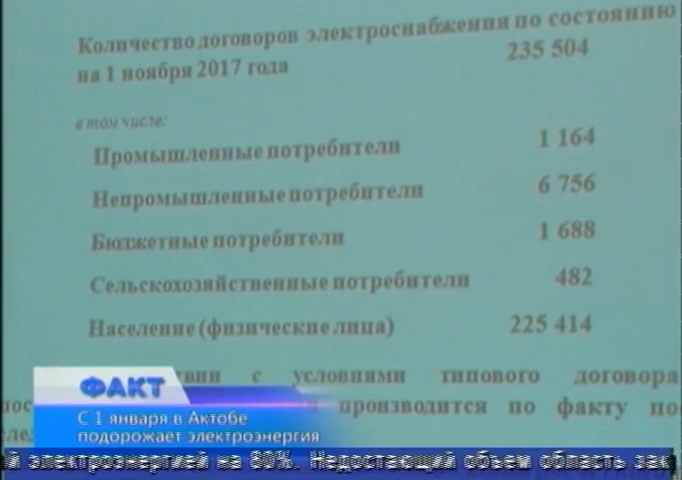 Количество договоров электроснабжения по состоянию
на 1 ноября 2017 года 235 504
в том числе:
Промышленные потребители 1 164
Непромышленные потребители 6 756
Бюджетные потребители 1 688
Сельскохозяйственные потребители 482
Население (физические лица) 225 414
с условиями типового договора
производится по факту по
ФАКТ
С 1 января в Актобе
подорожает электроэнергия
й электроэнергией на 80%. Недостающий объем область зак